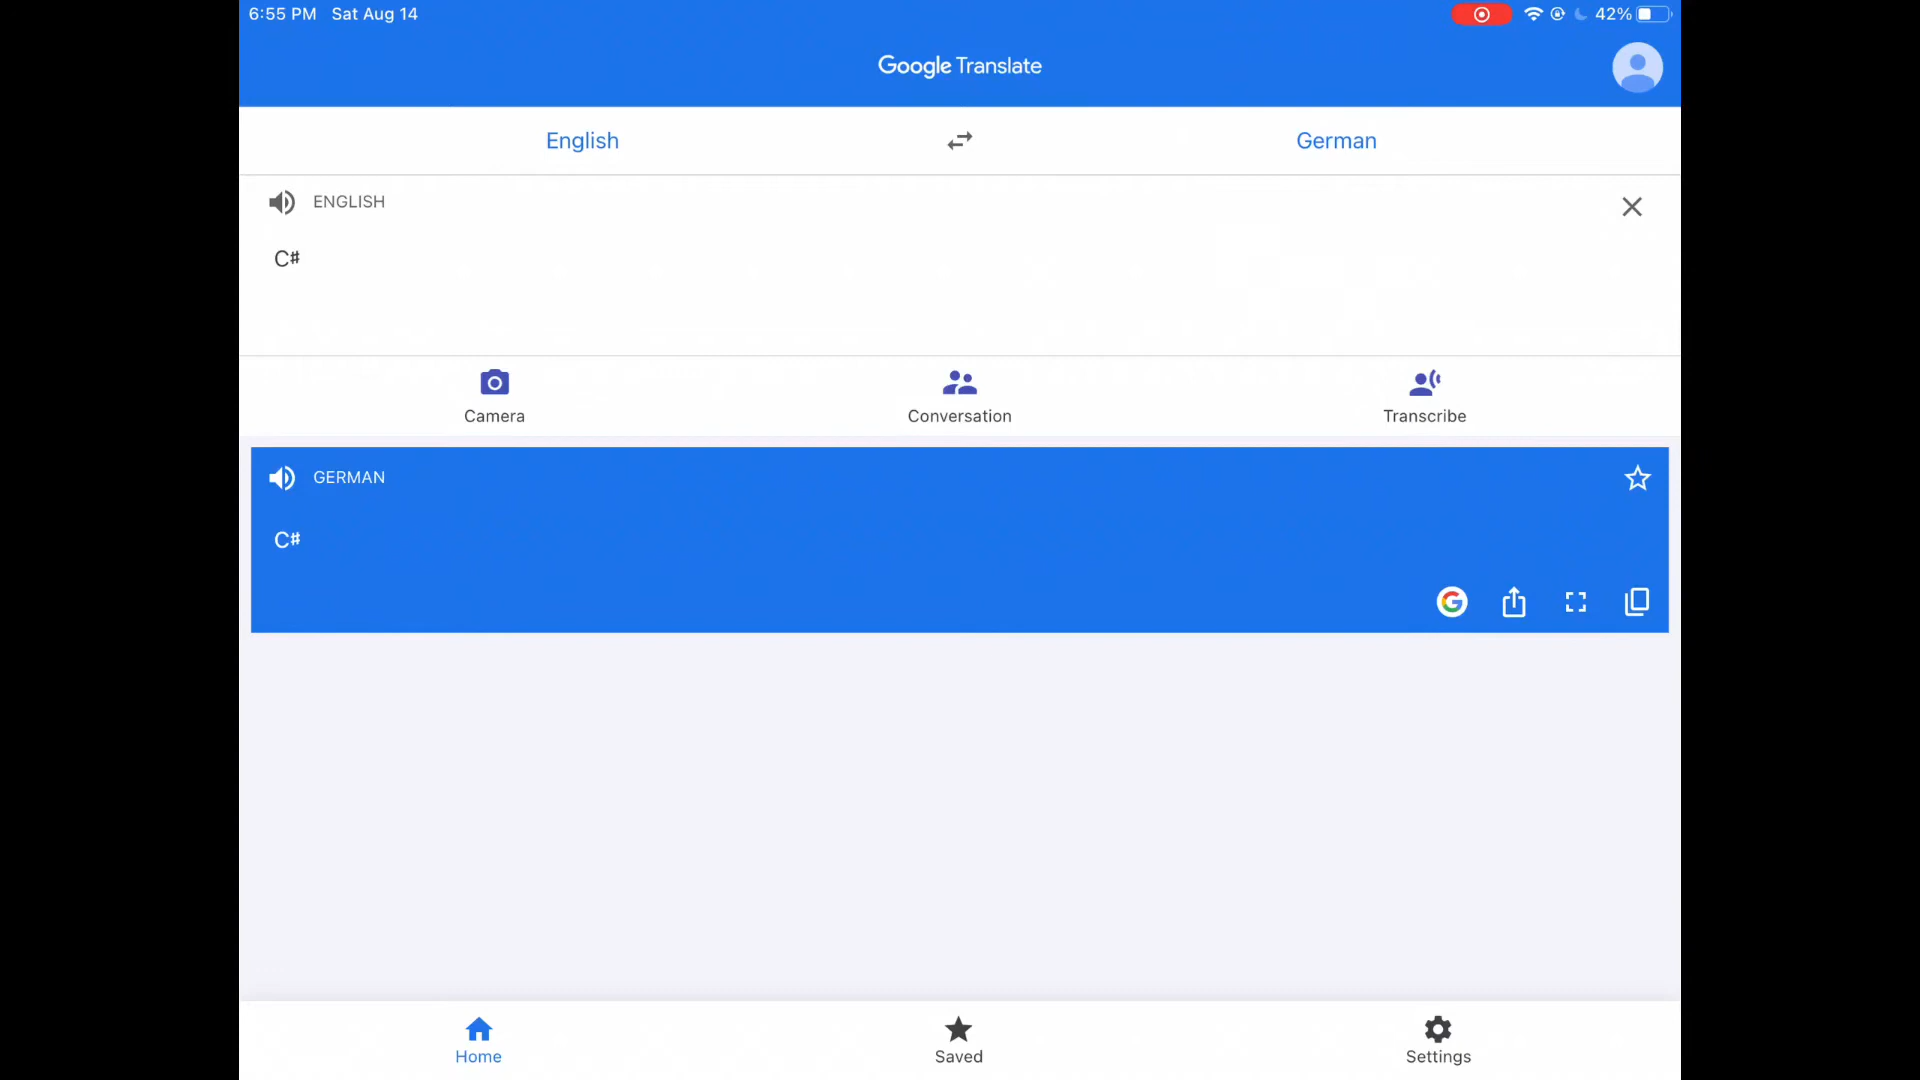 6:55 PM Sat Aug 14
42%
Google Translate
English
German
ENGLISH
C♯
Camera
Conversation
Transcribe
GERMAN
C♯
Home
Saved
Settings